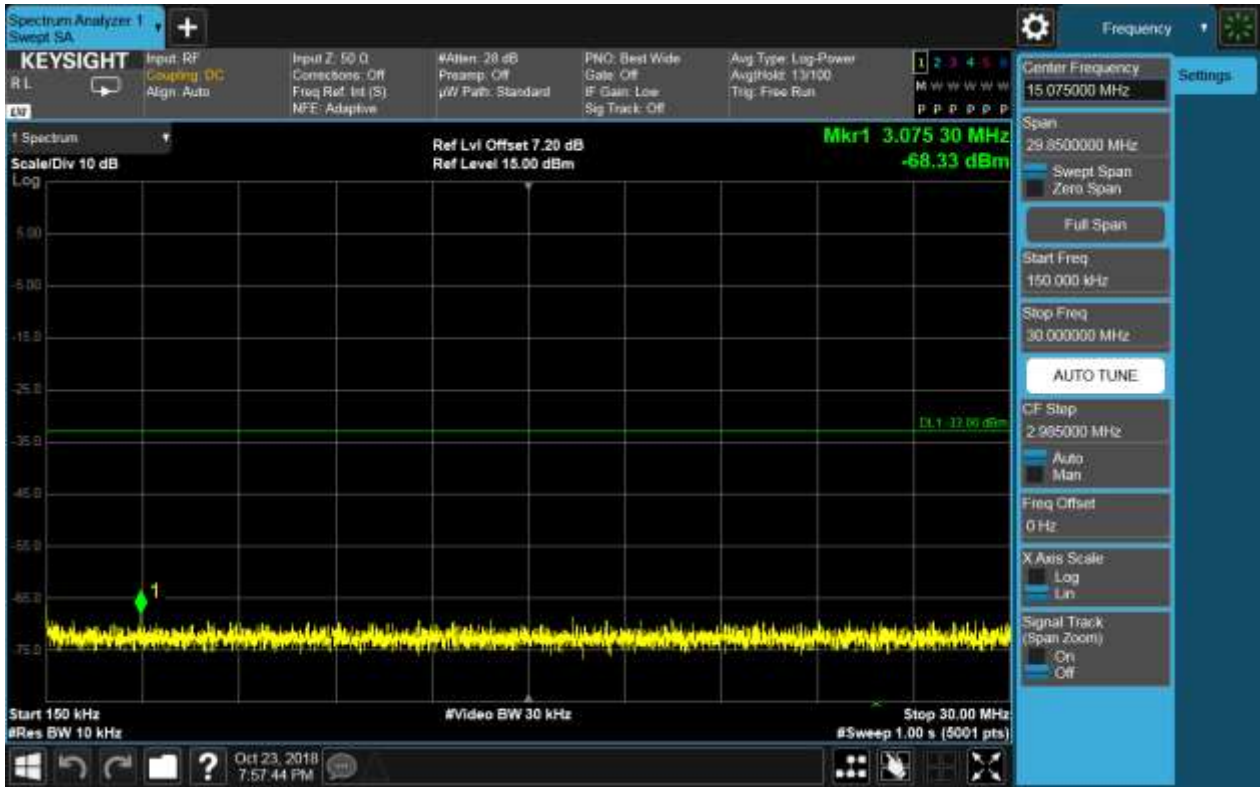 Spectrum Analyzer 1
Swept SA
+
Frequency
KEYSIGHT
R L
Input: RF
Coupling: DC
Align: Auto
Input Z: 50 Ω
Corrections: Off
Freq Ref: Int (S)
NFE: Adaptive
#Atten: 28 dB
Preamp: Off
µW Path: Standard
PNO: Best Wide
Gate: Off
IF Gain: Low
Sig Track: Off
Avg Type: Log-Power
Avg|Hold: 13/100
Trig: Free Run
1 2 3 4 5 6
M W W W W W
P P P P P P
1 Spectrum
Scale/Div 10 dB
Log
Ref Lvl Offset 7.20 dB
Ref Level 15.00 dBm
Mkr1 3.075 30 MHz
-68.33 dBm
5.00
-5.00
-15.0
-25.0
-35.0
-45.0
-55.0
-65.0
-75.0
1
Start 150 kHz
#Res BW 10 kHz
#Video BW 30 kHz
Stop 30.00 MHz
#Sweep 1.00 s (5001 pts)
?
Oct 23, 2018
7:57:44 PM
Center Frequency
15.075000 MHz
Settings
Span
29.8500000 MHz
Swept Span
Zero Span
Full Span
Start Freq
150.000 kHz
Stop Freq
30.000000 MHz
AUTO TUNE
CF Step
2.985000 MHz
Auto
Man
Freq Offset
0 Hz
X Axis Scale
Log
Lin
Signal Track
(Span Zoom)
On
Off